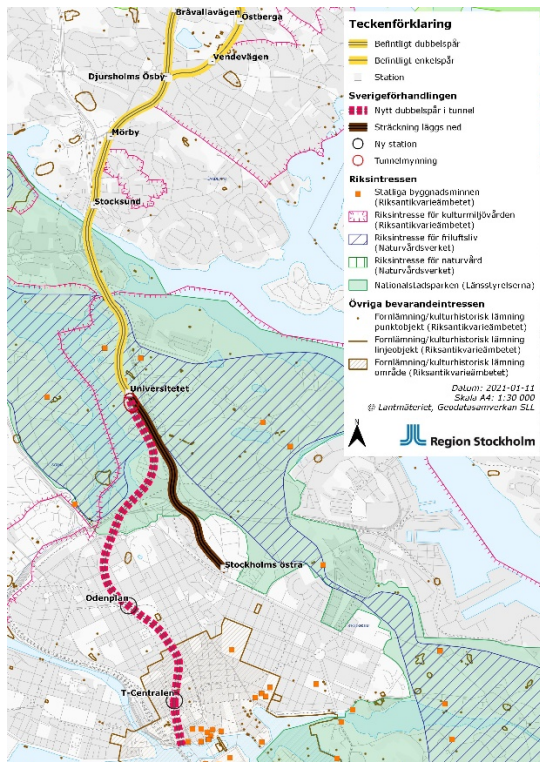 Bråvallavägen
Östberga
Vendevägen
Djursholms Ösby
Mörby
Stocksund
Universitetet
Stockholms östra
Odenplan
T-Centralen
Teckenförklaring
Befintligt dubbelspår
Befintligt enkelspår
Station
Sverigeförhandlingen
Nytt dubbelspår i tunnel
Sträckning läggs ned
Ny station
Tunnelmynning
Riksintressen
Statliga byggnadsminnen
(Riksantikvarieämbetet)
Riksintresse för kulturmiljövården
(Riksantikvarieämbetet)
Riksintresse för friluftsliv
(Naturvårdsverket)
Riksintresse för naturvård
(Naturvårdsverket)
Nationalstadsparken (Länsstyrelserna)
Övriga bevarandeintressen
Fornlämning/kulturhistorisk lämning
punktobjekt (Riksantikvarieämbetet)
Fornlämning/kulturhistorisk lämning
linjeobjekt (Riksantikvarieämbetet)
Fornlämning/kulturhistorisk lämning
område (Riksantikvarieämbetet)
Datum: 2021-01-11
Skala A4: 1:30 000
© Lantmäteriet, Geodatasamverkan SLL
Region Stockholm